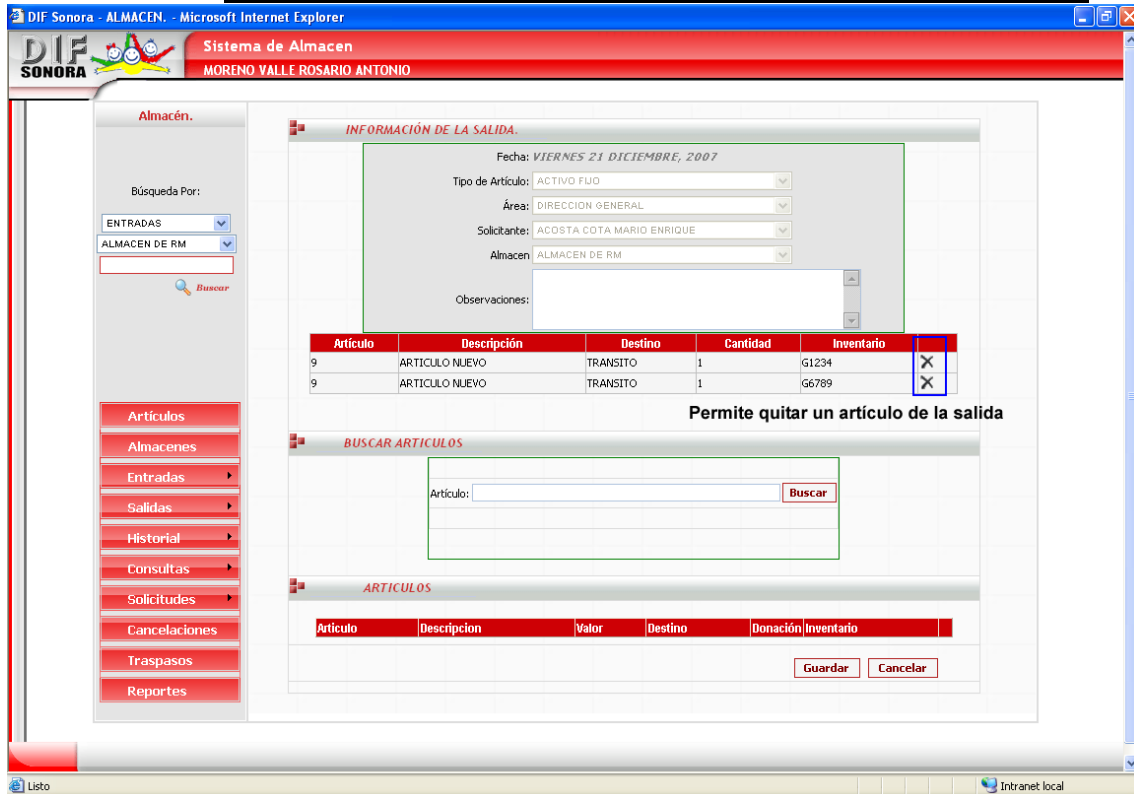 DIF Sonora - ALMACEN. - Microsoft Internet Explorer
DIF
SONORA
Sistema de Almacen
MORENO VALLE ROSARIO ANTONIO
Almacén.
Búsqueda Por:
ENTRADAS
ALMACEN DE RM
Buscar
Artículos
Almacenes
Entradas
Salidas
Historial
Consultas
Solicitudes
Cancelaciones
Traspasos
Reportes
INFORMACIÓN DE LA SALIDA.
Fecha: VIERNES 21 DICIEMBRE, 2007
Tipo de Artículo: ACTIVO FIJO
Área: DIRECCION GENERAL
Solicitante: ACOSTA COTA MARIO ENRIQUE
Almacen ALMACEN DE RM
Observaciones:
Artículo Descripción Destino Cantidad Inventario
9 ARTICULO NUEVO TRANSITO 1 G1234
9 ARTICULO NUEVO TRANSITO 1 G6789
Permite quitar un artículo de la salida
BUSCAR ARTICULOS
Artículo: Buscar
ARTICULOS
Articulo Descripcion Valor Destino Donación Inventario
Guardar Cancelar
Listo Intranet local